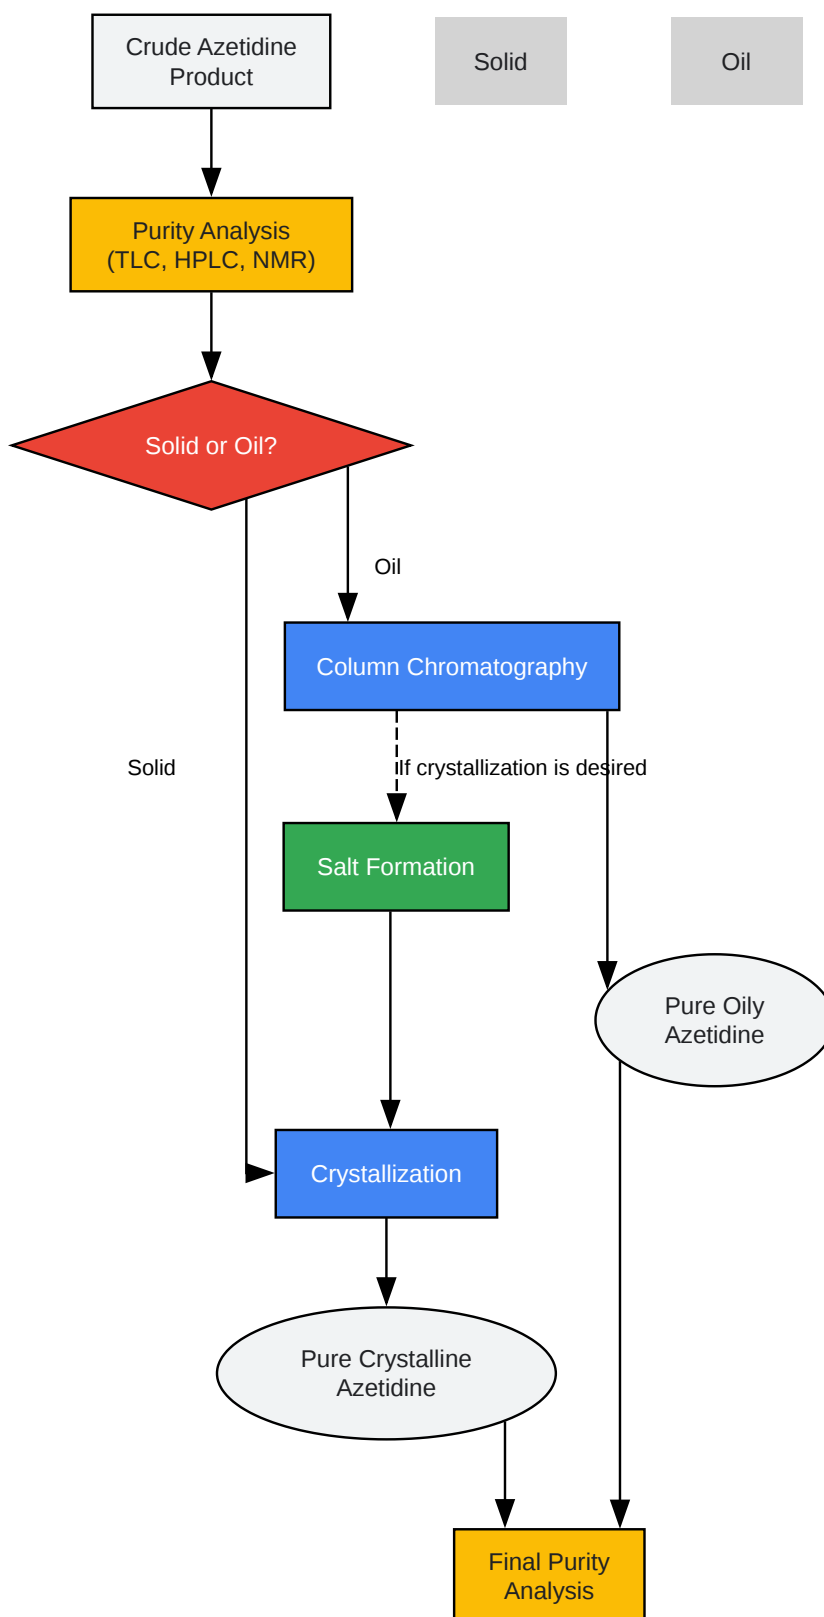 Crude Azetidine
Product
Solid
Oil
Purity Analysis
(TLC, HPLC, NMR)
Solid or Oil?
Oil
Column Chromatography
Solid
If crystallization is desired
Salt Formation
Pure Oily
Azetidine
Crystallization
Pure Crystalline
Azetidine
Final Purity
Analysis